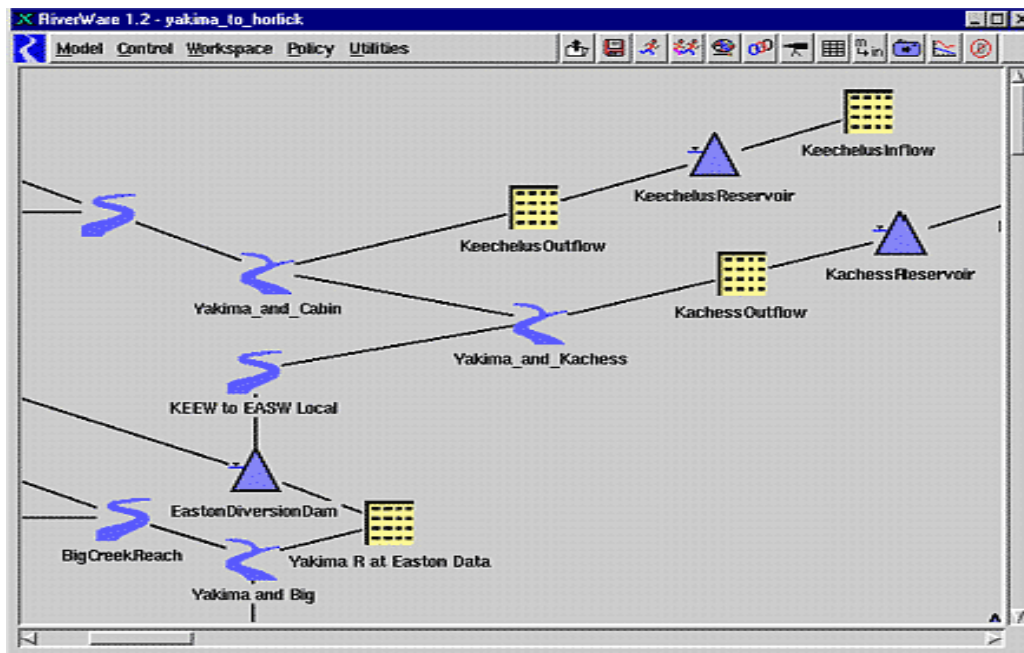 RiverWare 1.2 - yakima_to_horlick
Model Control Workspace Policy Utilities
m in
KeechelusInflow
KeechelusReservoir
KeechelusOutflow
KachessReservoir
Yakima_and_Cabin
KachessOutflow
Yakima_and_Kachess
KEEW to EASW Local
EastonDiversionDam
BigCreekReach
Yakima R at Easton Data
Yakima and Big